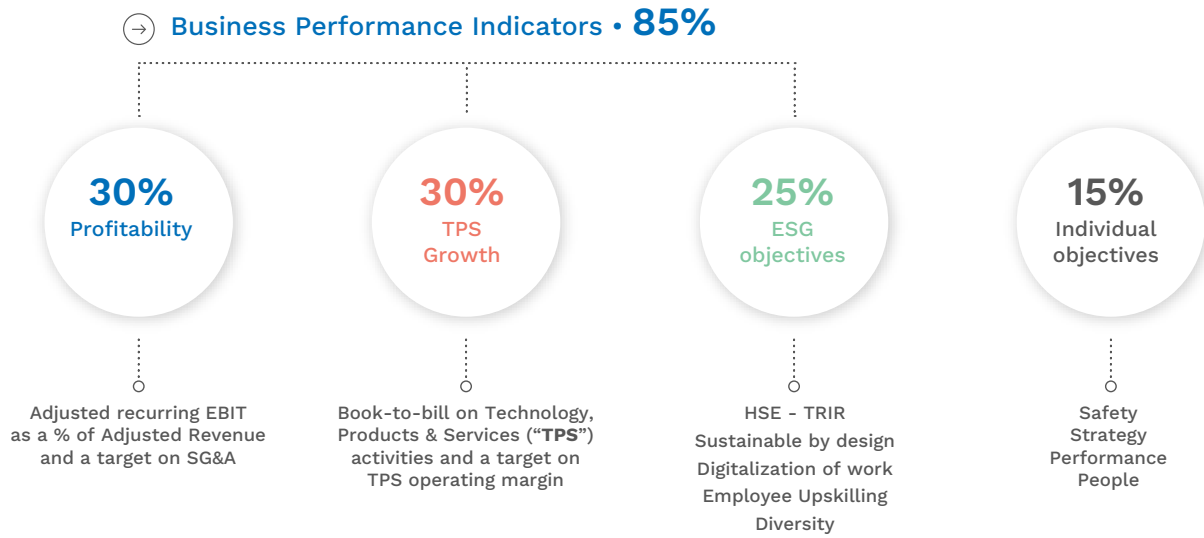 Business Performance Indicators • 85%
30%
Profitability
Adjusted recurring EBIT
as a % of Adjusted Revenue
and a target on SG&A
30%
TPS
Growth
Book-to-bill on Technology,
Products & Services (“TPS”)
activities and a target on
TPS operating margin
25%
ESG
objectives
HSE - TRIR
Sustainable by design
Digitalization of work
Employee Upskilling
Diversity
15%
Individual
objectives
Safety
Strategy
Performance
People